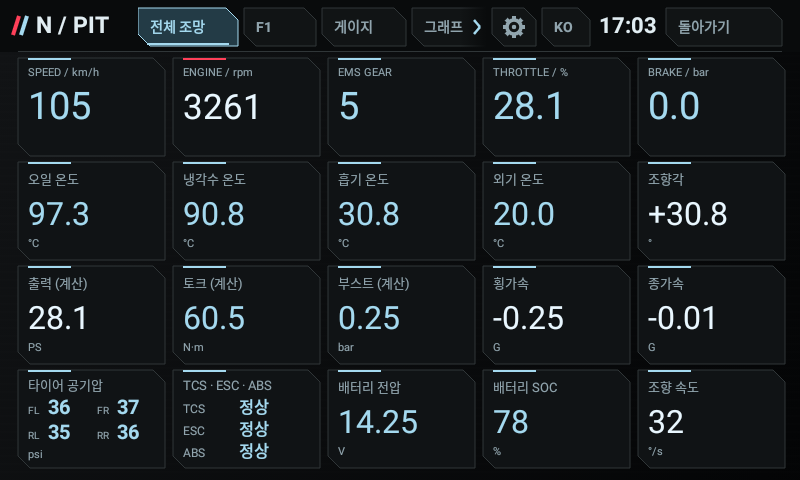 N / PIT
전체 조망
F1
게이지
그래프
KO
17:03
돌아가기
SPEED / km/h
105
ENGINE / rpm
3261
EMS GEAR
5
THROTTLE / %
28.1
BRAKE / bar
0.0
오일 온도
97.3
°C
냉각수 온도
90.8
°C
흡기 온도
30.8
°C
외기 온도
20.0
°C
조향각
+30.8
°
출력 (계산)
28.1
PS
토크 (계산)
60.5
N·m
부스트 (계산)
0.25
bar
횡가속
-0.25
G
종가속
-0.01
G
타이어 공기압
FL 36 FR 37
RL 35 RR 36
psi
TCS · ESC · ABS
TCS 정상
ESC 정상
ABS 정상
배터리 전압
14.25
V
배터리 SOC
78
%
조향 속도
32
°/s